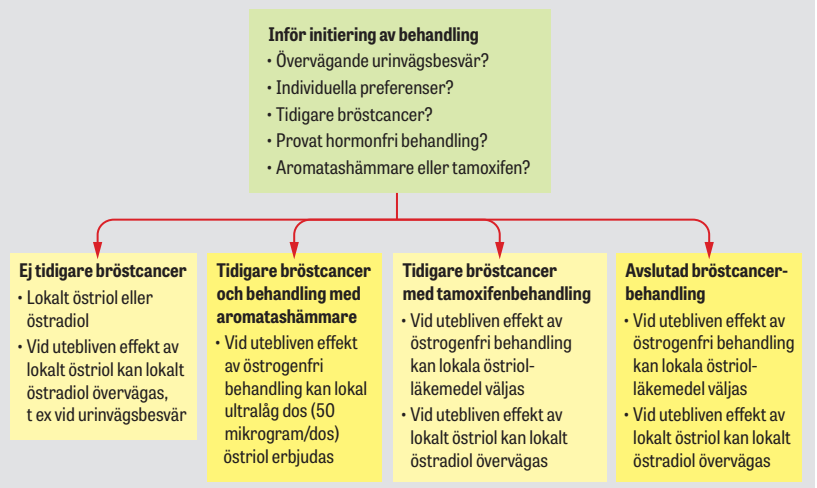 Inför initiering av behandling
• Övervägande urinvägsbesvär?
• Individuella preferenser?
• Tidigare bröstcancer?
• Provat hormonfri behandling?
• Aromatashämmare eller tamoxifen?
Ej tidigare bröstcancer
• Lokalt östriol eller
östradiol
• Vid utebliven effekt av
lokalt östriol kan lokalt
östradiol övervägas,
t ex vid urinvägsbesvär
Tidigare bröstcancer
och behandling med
aromatashämmare
• Vid utebliven effekt
av östrogenfri
behandling kan lokal
ultralåg dos (50
mikrogram/dos)
östriol erbjudas
Tidigare bröstcancer
med tamoxifenbehandling
• Vid utebliven effekt av
östrogenfri behandling
kan lokala östriol-
läkemedel väljas
• Vid utebliven effekt av
lokalt östriol kan lokalt
östradiol övervägas
Avslutad bröstcancer-
behandling
• Vid utebliven effekt av
östrogenfri behandling
kan lokala östriol-
läkemedel väljas
• Vid utebliven effekt av
lokalt östriol kan lokalt
östradiol övervägas